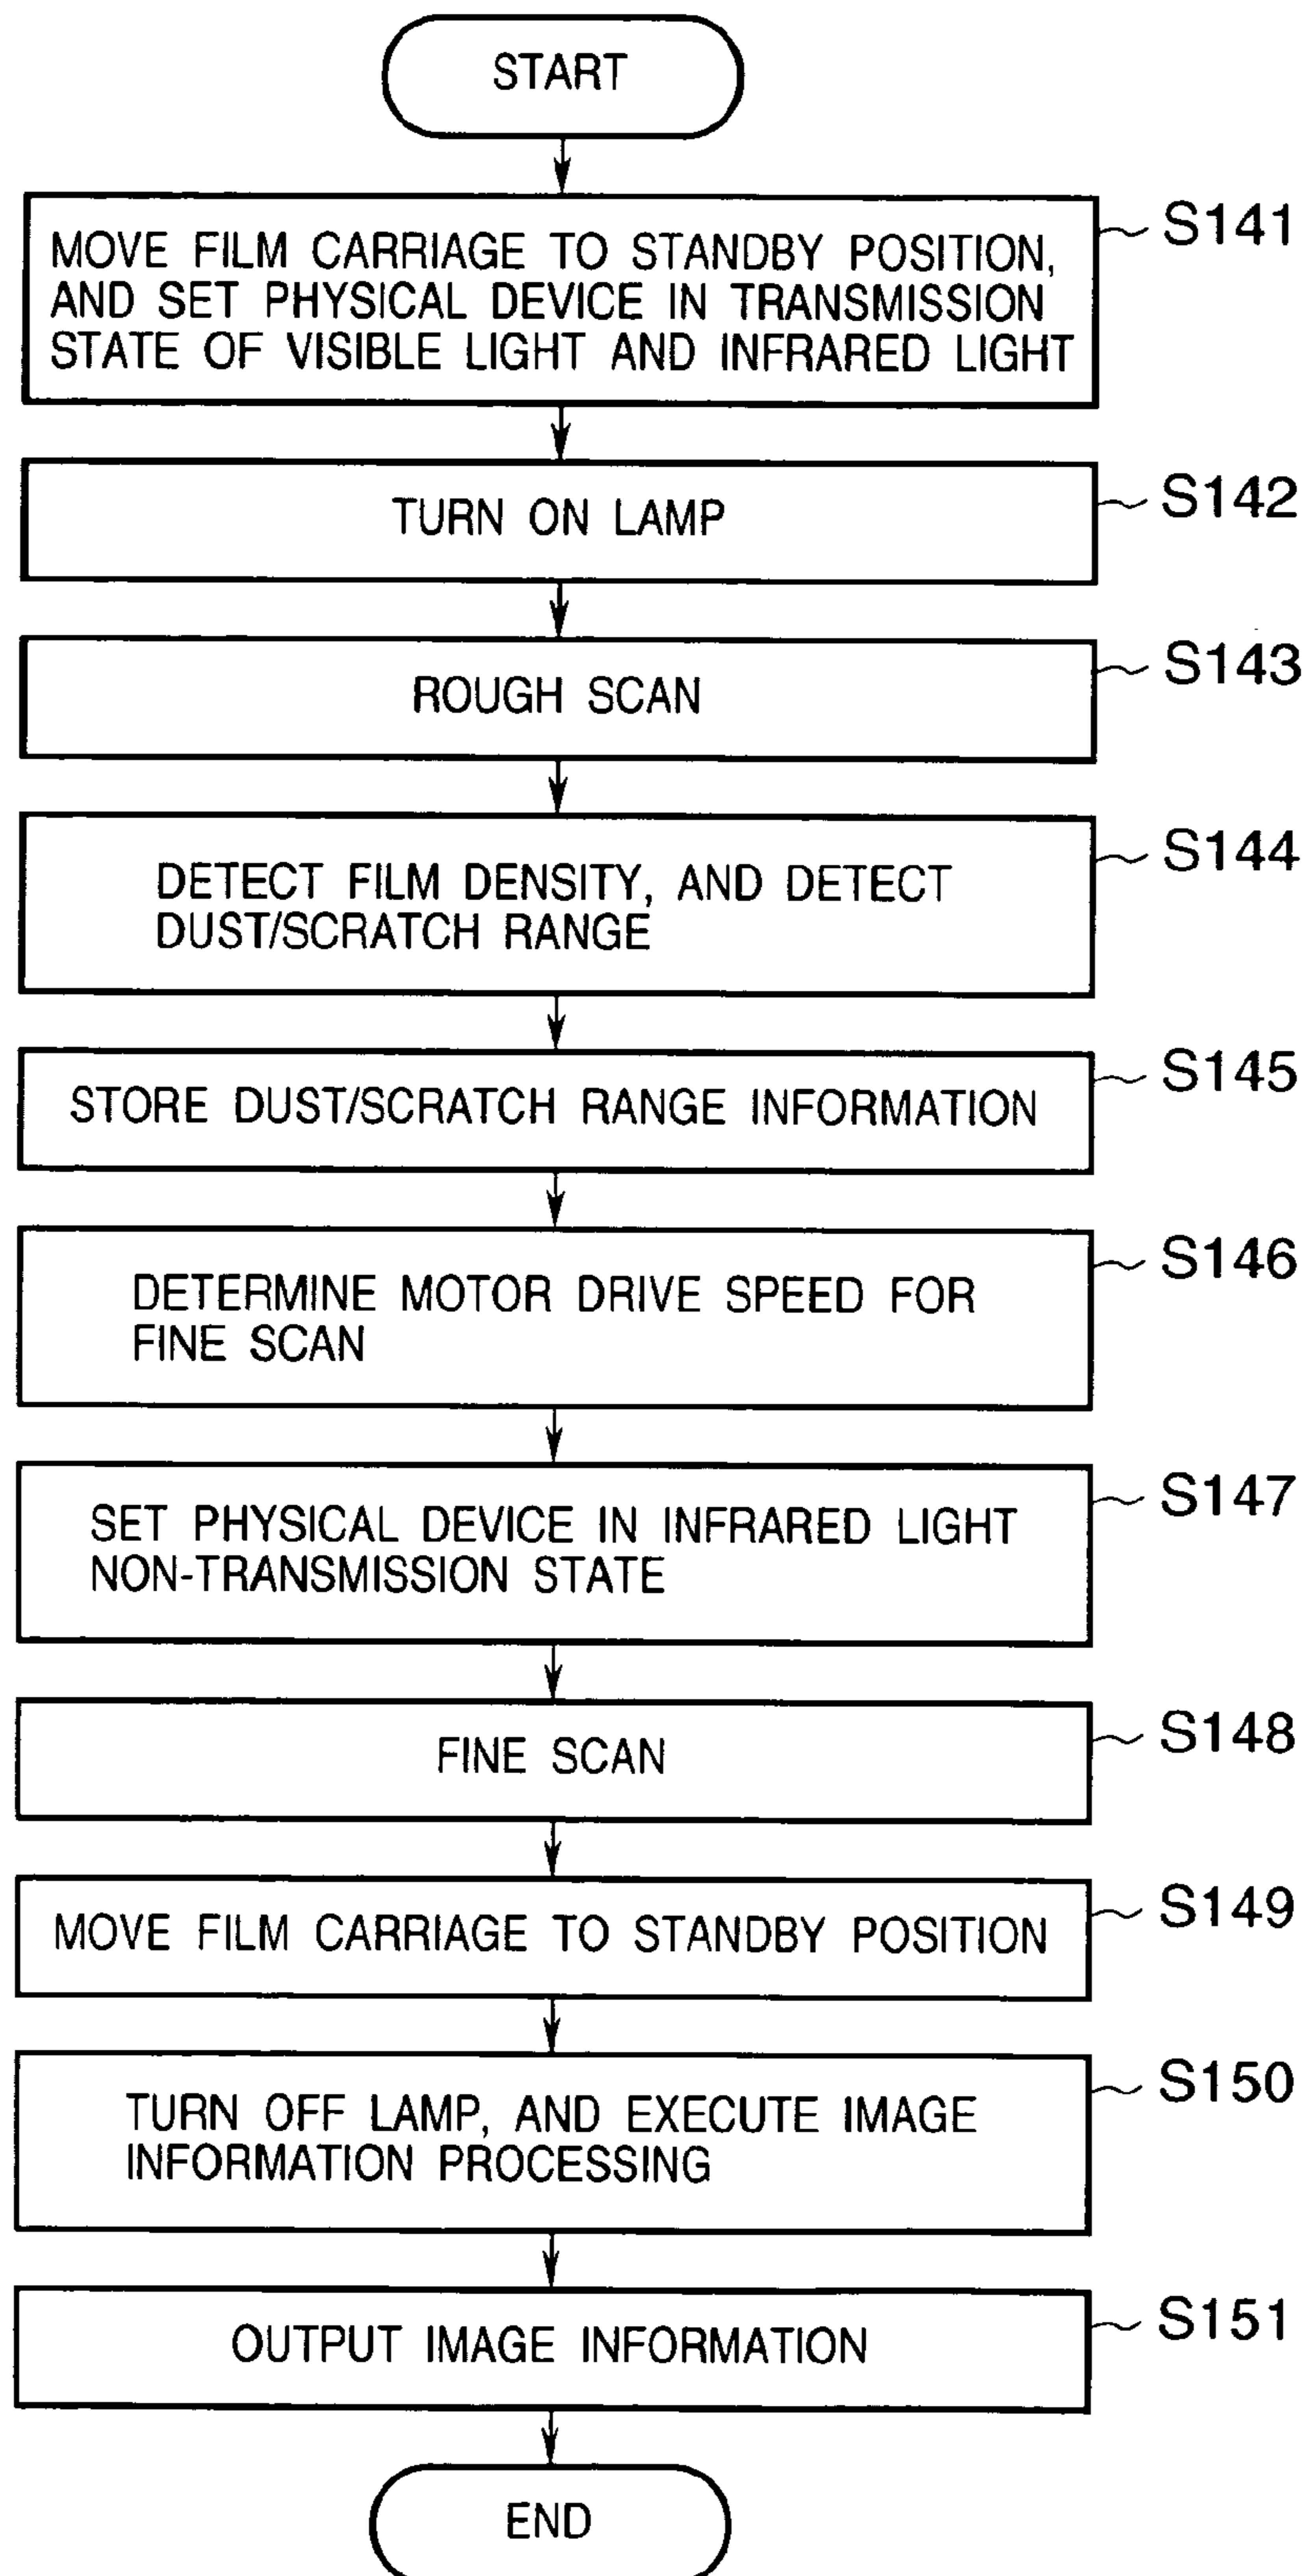 START
MOVE FILM CARRIAGE TO STANDBY POSITION,
AND SET PHYSICAL DEVICE IN TRANSMISSION
STATE OF VISIBLE LIGHT AND INFRARED LIGHT
S141
TURN ON LAMP
S142
ROUGH SCAN
S143
DETECT FILM DENSITY, AND DETECT
DUST/SCRATCH RANGE
S144
STORE DUST/SCRATCH RANGE INFORMATION
S145
DETERMINE MOTOR DRIVE SPEED FOR
FINE SCAN
S146
SET PHYSICAL DEVICE IN INFRARED LIGHT
NON-TRANSMISSION STATE
S147
FINE SCAN
S148
MOVE FILM CARRIAGE TO STANDBY POSITION
S149
TURN OFF LAMP, AND EXECUTE IMAGE
INFORMATION PROCESSING
S150
OUTPUT IMAGE INFORMATION
S151
END